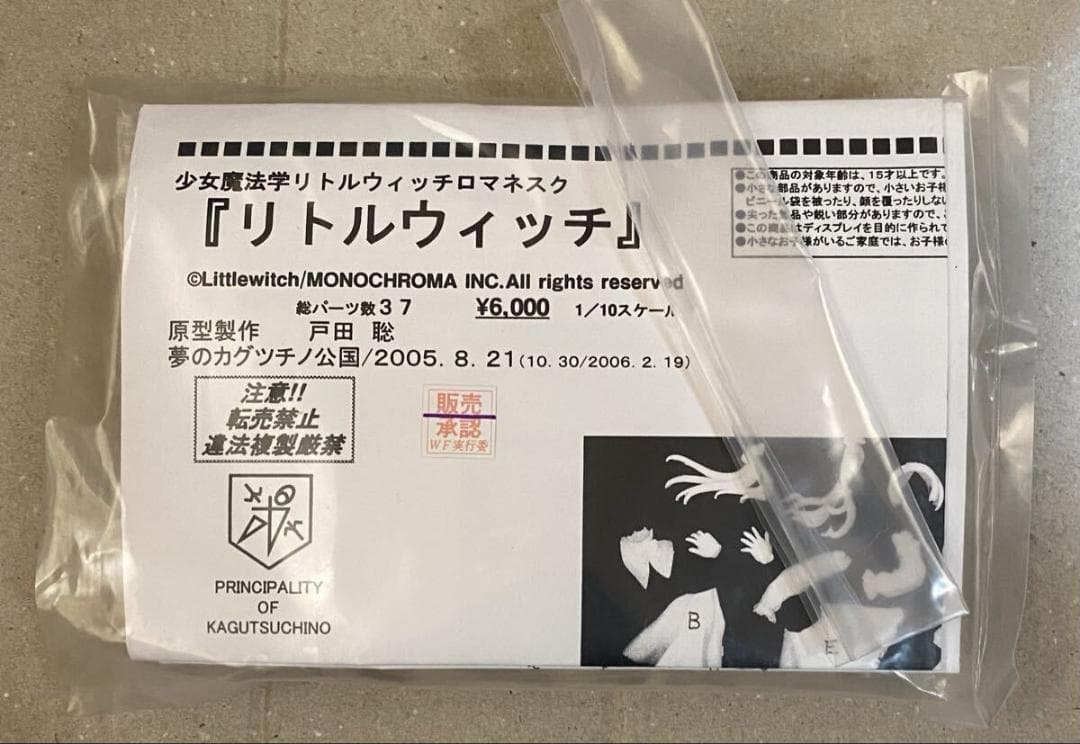 少女魔法学リトルウィッチロマネスク
『リトルウィッチ』
©Littlewitch/MONOCHROMA INC.All rights reserved
総パーツ数37 ¥6,000 1/10スケール
原型製作 戸田 聡
夢のカグツチノ公国/2005. 8. 21(10. 30/2006. 2. 19)
注意!!
転売禁止
違法複製厳禁
販売
承認
WF実行委
PRINCIPALITY
OF
KAGUTSUCHINO
●この商品の対象年齢は、15才以上です。
●小さな部品がありますので、小さいお子様
ビニール袋を被ったり、顔を覆ったりしない
●尖った部品や鋭い部分がありますので、
●この商品はディスプレイを目的に作られて
●小さなお子様がいるご家庭では、お子様
B
E